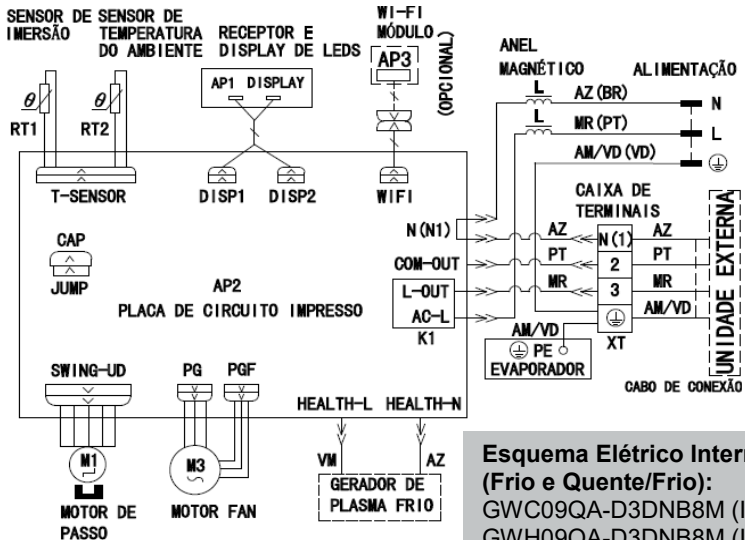 SENSOR DE IMERSÃO
SENSOR DE TEMPERATURA DO AMBIENTE
RECEPTOR E DISPLAY DE LEDS
WI-FI MÓDULO
(OPCIONAL)
AP3
AP1 DISPLAY
θ
RT1
θ
RT2
ANEL MAGNÉTICO
ALIMENTAÇÃO
L
AZ(BR)
N
L
MR(PT)
L
AM/VD(VD)
T-SENSOR
DISP1
DISP2
WIFI
CAP
JUMP
AP2
PLACA DE CIRCUITO IMPRESSO
N(N1)
COM-OUT
L-OUT
AC-L
K1
CAIXA DE TERMINAIS
AZ
N(1)
AZ
PT
2
PT
MR
3
MR
AM/VD
XT
UNIDADE EXTERNA
CABO DE CONEXÃO
AM/VD
PE
EVAPORADOR
SWING-UD
PG
PGF
HEALTH-L
HEALTH-N
M1
MOTOR DE PASSO
M3
MOTOR FAN
VM
AZ
GERADOR DE PLASMA FRIO
Esquema Elétrico Inter
(Frio e Quente/Frio):
GWC09QA-D3DNB8M (I
GWH09QA-D3DNB8M (I